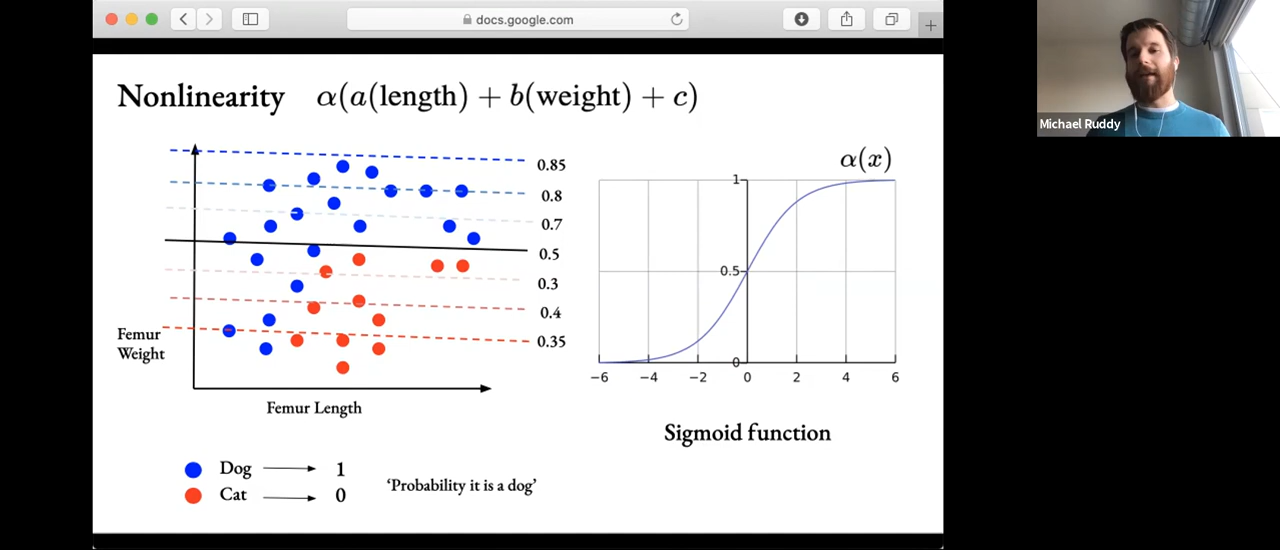 docs.google.com
Michael Ruddy
Nonlinearity α(a(length) + b(weight) + c)
0.85
0.8
0.7
0.5
0.3
0.4
0.35
Femur
Weight
Femur Length
Dog 1
Cat 0
'Probability it is a dog'
α(x)
1
0.5
0
−6 −4 −2 0 2 4 6
Sigmoid function